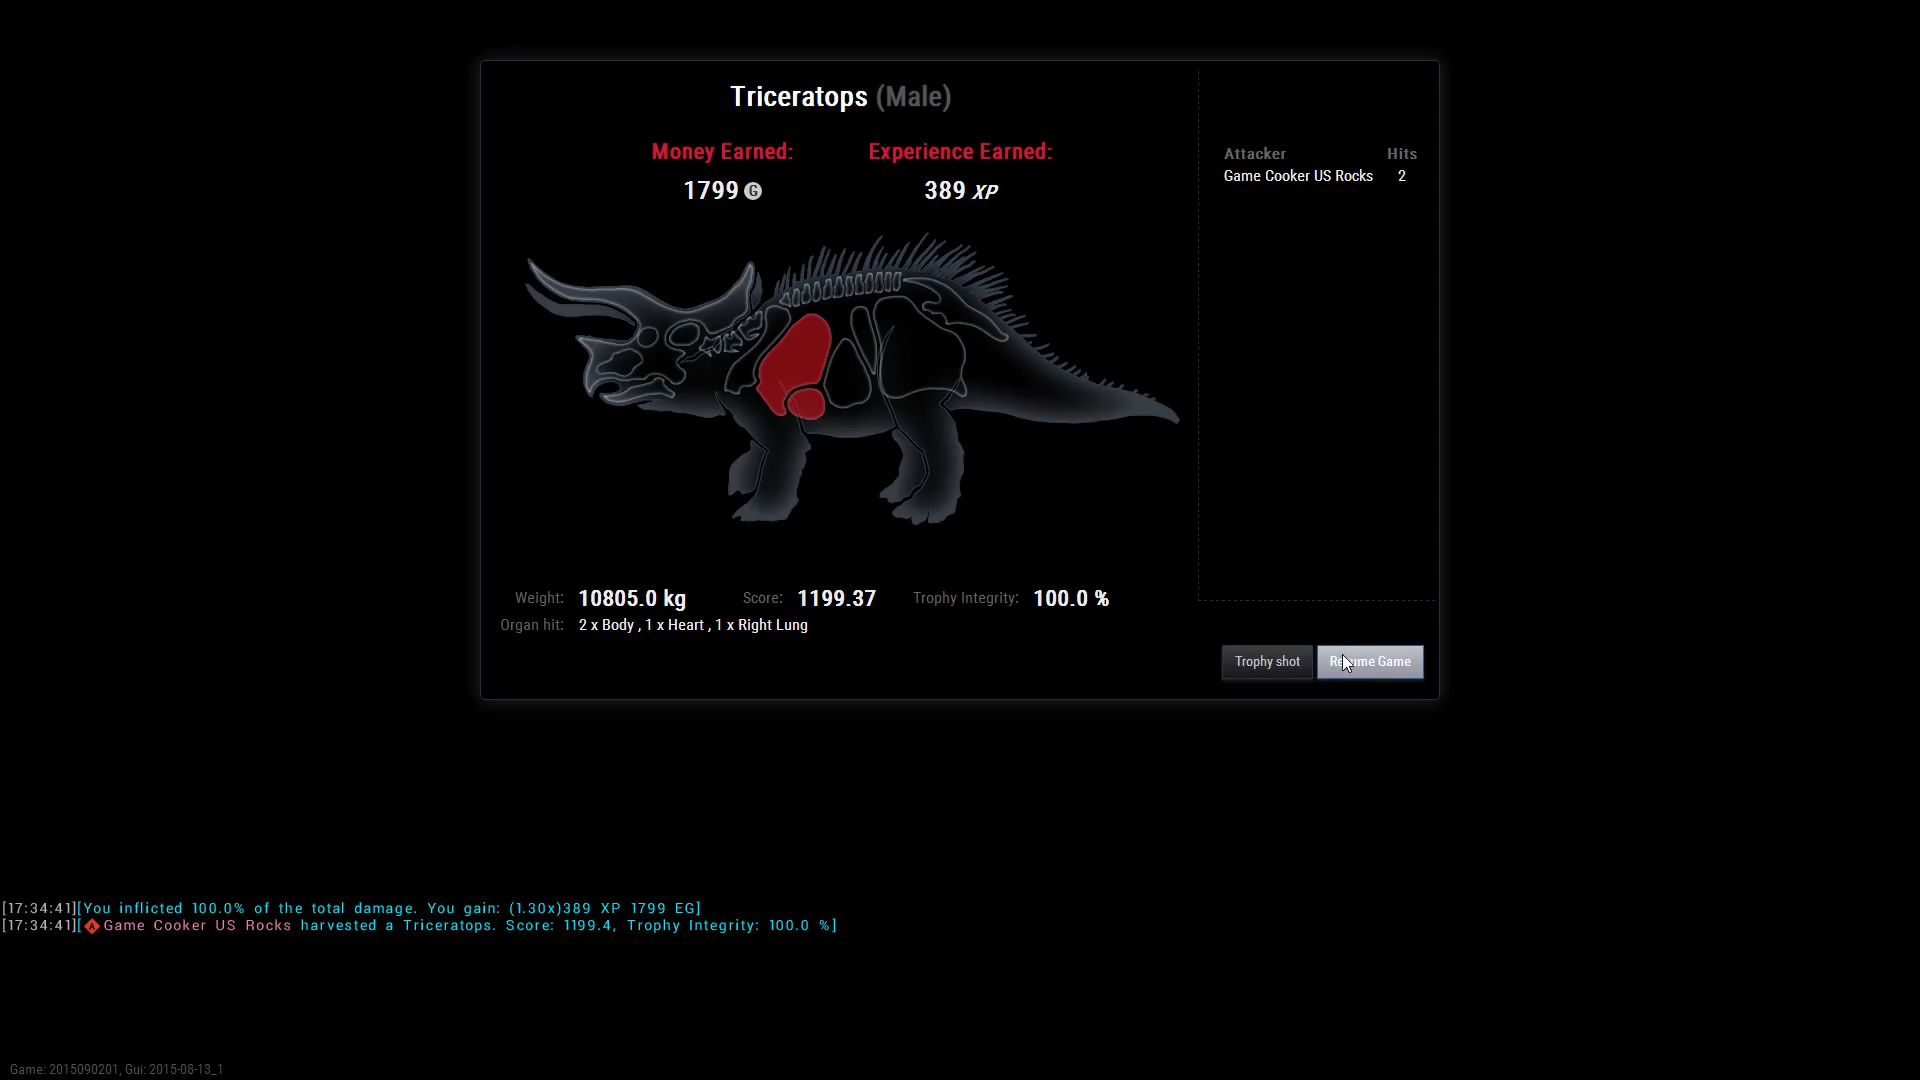 Triceratops (Male)
Money Earned: Experience Earned:
1799 G 389 XP
Attacker Hits
Game Cooker US Rocks 2
Weight: 10805.0 kg Score: 1199.37 Trophy Integrity: 100.0 %
Organ hit: 2 x Body , 1 x Heart , 1 x Right Lung
Trophy shot Resume Game
[17:34:41][You inflicted 100.0% of the total damage. You gain: (1.30x)389 XP 1799 EG]
[17:34:41][Game Cooker US Rocks harvested a Triceratops. Score: 1199.4, Trophy Integrity: 100.0 %]
Game: 2015090201, Gui: 2015-08-13_1